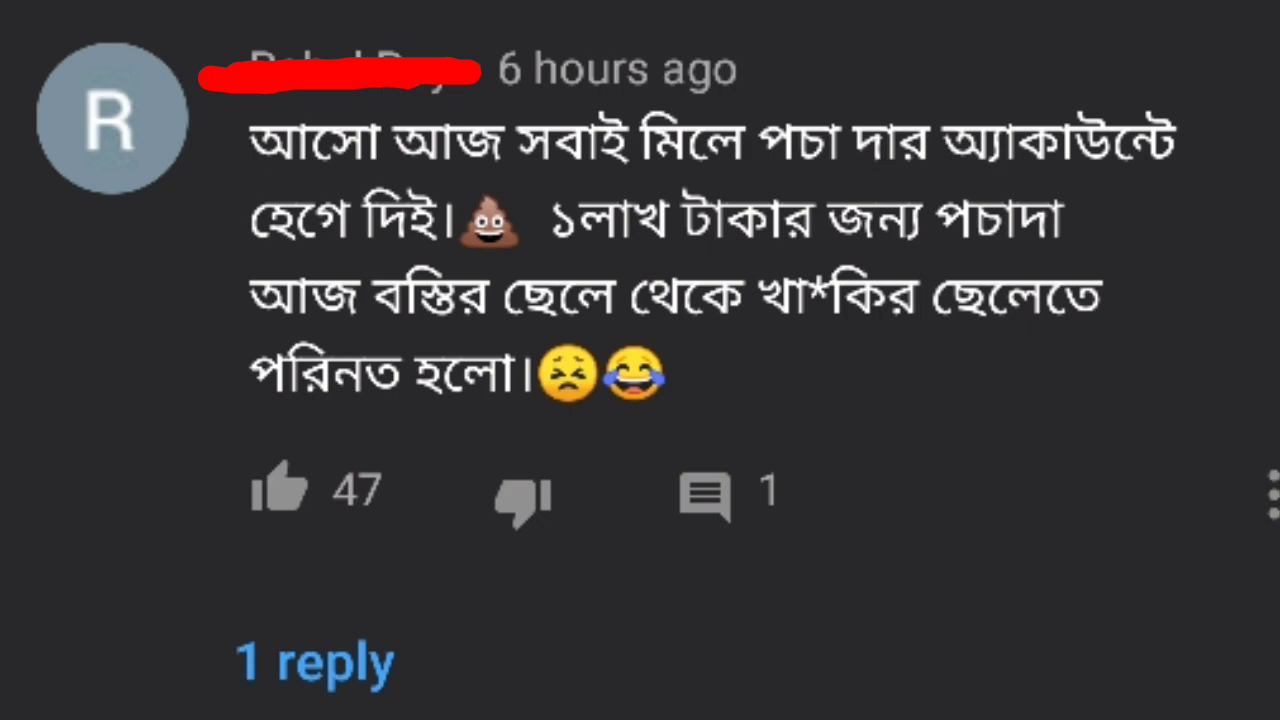 6 hours ago
আসো আজ সবাই মিলে পচা দার অ্যাকাউন্টে
হেগে দিই।💩 ১লাখ টাকার জন্য পচাদা
আজ বস্তির ছেলে থেকে খা*কির ছেলেতে
পরিনত হলো।😣😂
47
1
1 reply
R